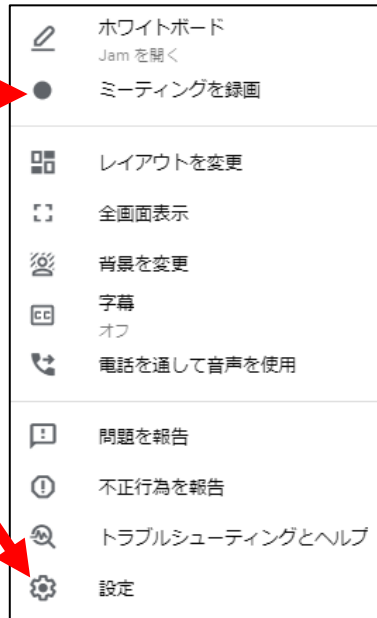 ホワイトボード
Jam を開く
ミーティングを録画
レイアウトを変更
全画面表示
背景を変更
字幕
オフ
電話を通して音声を使用
問題を報告
不正行為を報告
トラブルシューティングとヘルプ
設定